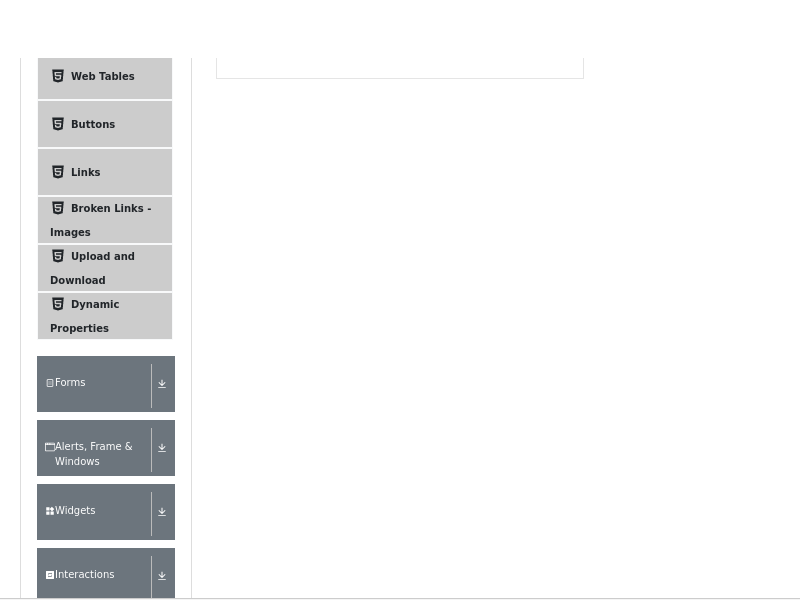 Web Tables
Buttons
Links
Broken Links -
Images
Upload and
Download
Dynamic
Properties
Forms
Alerts, Frame &
Windows
Widgets
Interactions